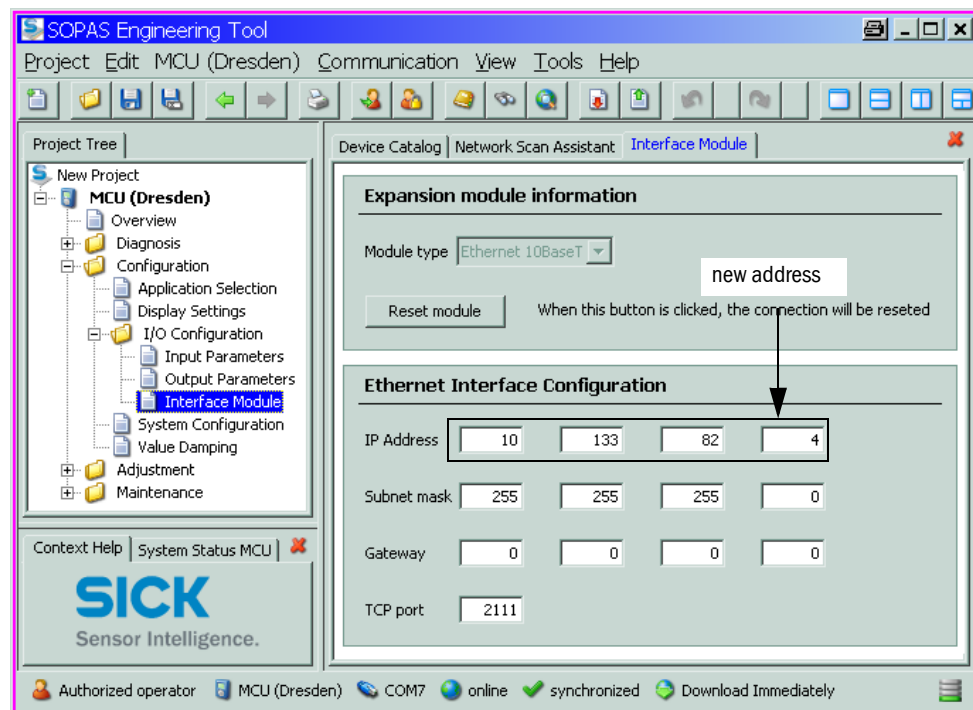 SOPAS Engineering Tool
Project Edit MCU (Dresden) Communication View Tools Help
Project Tree
New Project
MCU (Dresden)
Overview
Diagnosis
Configuration
Application Selection
Display Settings
I/O Configuration
Input Parameters
Output Parameters
Interface Module
System Configuration
Value Damping
Adjustment
Maintenance
Context Help System Status MCU
SICK
Sensor Intelligence.
Device Catalog Network Scan Assistant Interface Module
Expansion module information
Module type Ethernet 10BaseT
new address
Reset module When this button is clicked, the connection will be reseted
Ethernet Interface Configuration
IP Address 10 133 82 4
Subnet mask 255 255 255 0
Gateway 0 0 0 0
TCP port 2111
Authorized operator MCU (Dresden) COM7 online synchronized Download Immediately